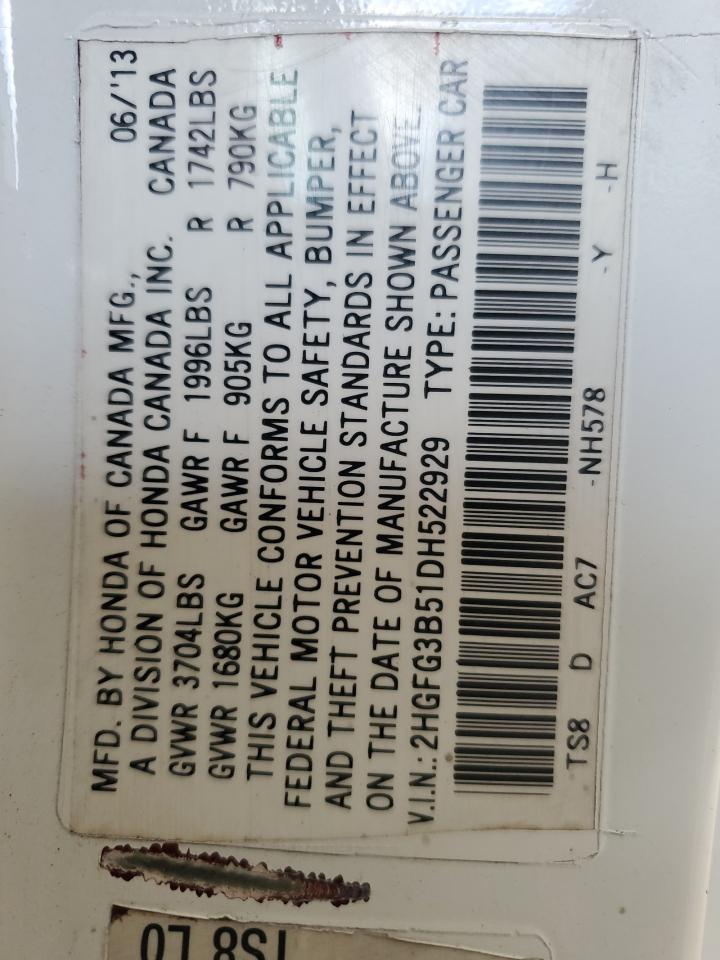 MFD. BY HONDA OF CANADA MFG., 06/'13
A DIVISION OF HONDA CANADA INC. CANADA
GVWR 3704LBS GAWR F 1996LBS R 1742LBS
GVWR 1680KG GAWR F 905KG R 790KG
THIS VEHICLE CONFORMS TO ALL APPLICABLE
FEDERAL MOTOR VEHICLE SAFETY, BUMPER,
AND THEFT PREVENTION STANDARDS IN EFFECT
ON THE DATE OF MANUFACTURE SHOWN ABOVE.
V.I.N.: 2HGFG3B51DH522929 TYPE: PASSENGER CAR
TS8 D AC7 -NH578 -Y -H
TS8 L0